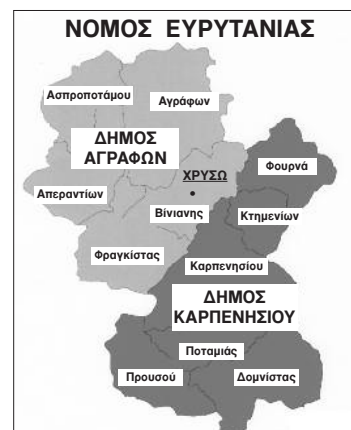 ΝΟΜΟΣ ΕΥΡΥΤΑΝΙΑΣ
Ασπροποτάμου
Αγράφων
ΔΗΜΟΣ
ΑΓΡΑΦΩΝ
Φουρνά
ΧΡΥΣΩ
Απεραντίων
Βίνιανης
Κτημενίων
Φραγκίστας
Καρπενησίου
ΔΗΜΟΣ
ΚΑΡΠΕΝΗΣΙΟΥ
Ποταμιάς
Προυσού
Δομνίστας